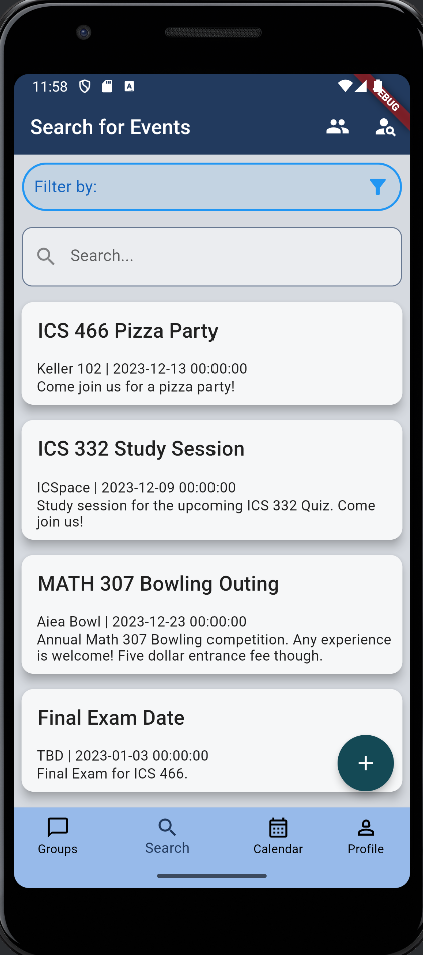 11:58
DEBUG
Search for Events
Filter by:
Search...
ICS 466 Pizza Party
Keller 102 | 2023-12-13 00:00:00
Come join us for a pizza party!
ICS 332 Study Session
ICSpace | 2023-12-09 00:00:00
Study session for the upcoming ICS 332 Quiz. Come
join us!
MATH 307 Bowling Outing
Aiea Bowl | 2023-12-23 00:00:00
Annual Math 307 Bowling competition. Any experience
is welcome! Five dollar entrance fee though.
Final Exam Date
TBD | 2023-01-03 00:00:00
Final Exam for ICS 466.
Groups
Search
Calendar
Profile